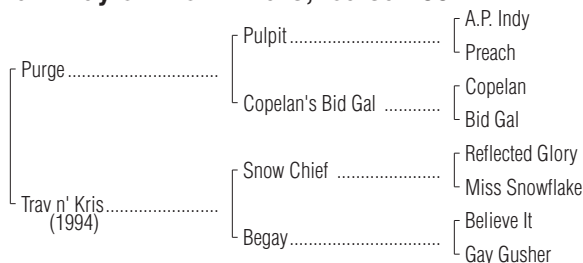 A.P. Indy
Pulpit
Preach
Purge
Copelan
Copelan's Bid Gal
Bid Gal
Reflected Glory
Snow Chief
Miss Snowflake
Trav n' Kris
(1994)
Believe It
Begay
Gay Gusher